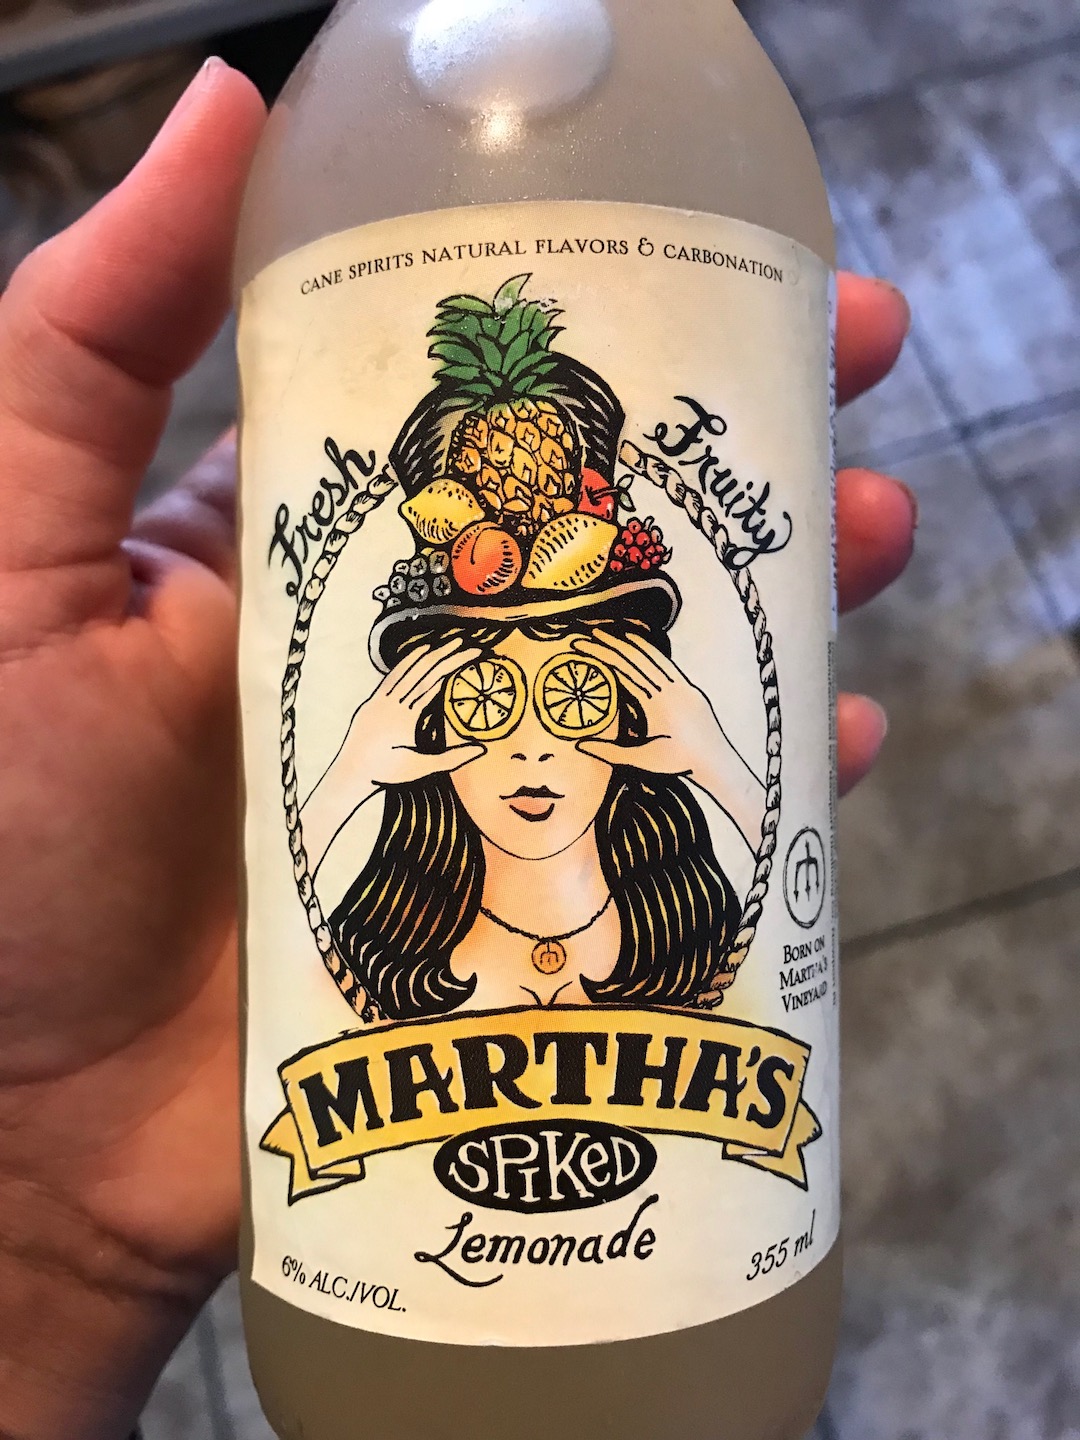 CANE SPIRITS NATURAL FLAVORS & CARBONATION
Fresh
Fruity
BORN ON
MARTHA'S
VINEYARD
MARTHA'S
SPiKeD
Lemonade
6% ALC./VOL.
355 ml